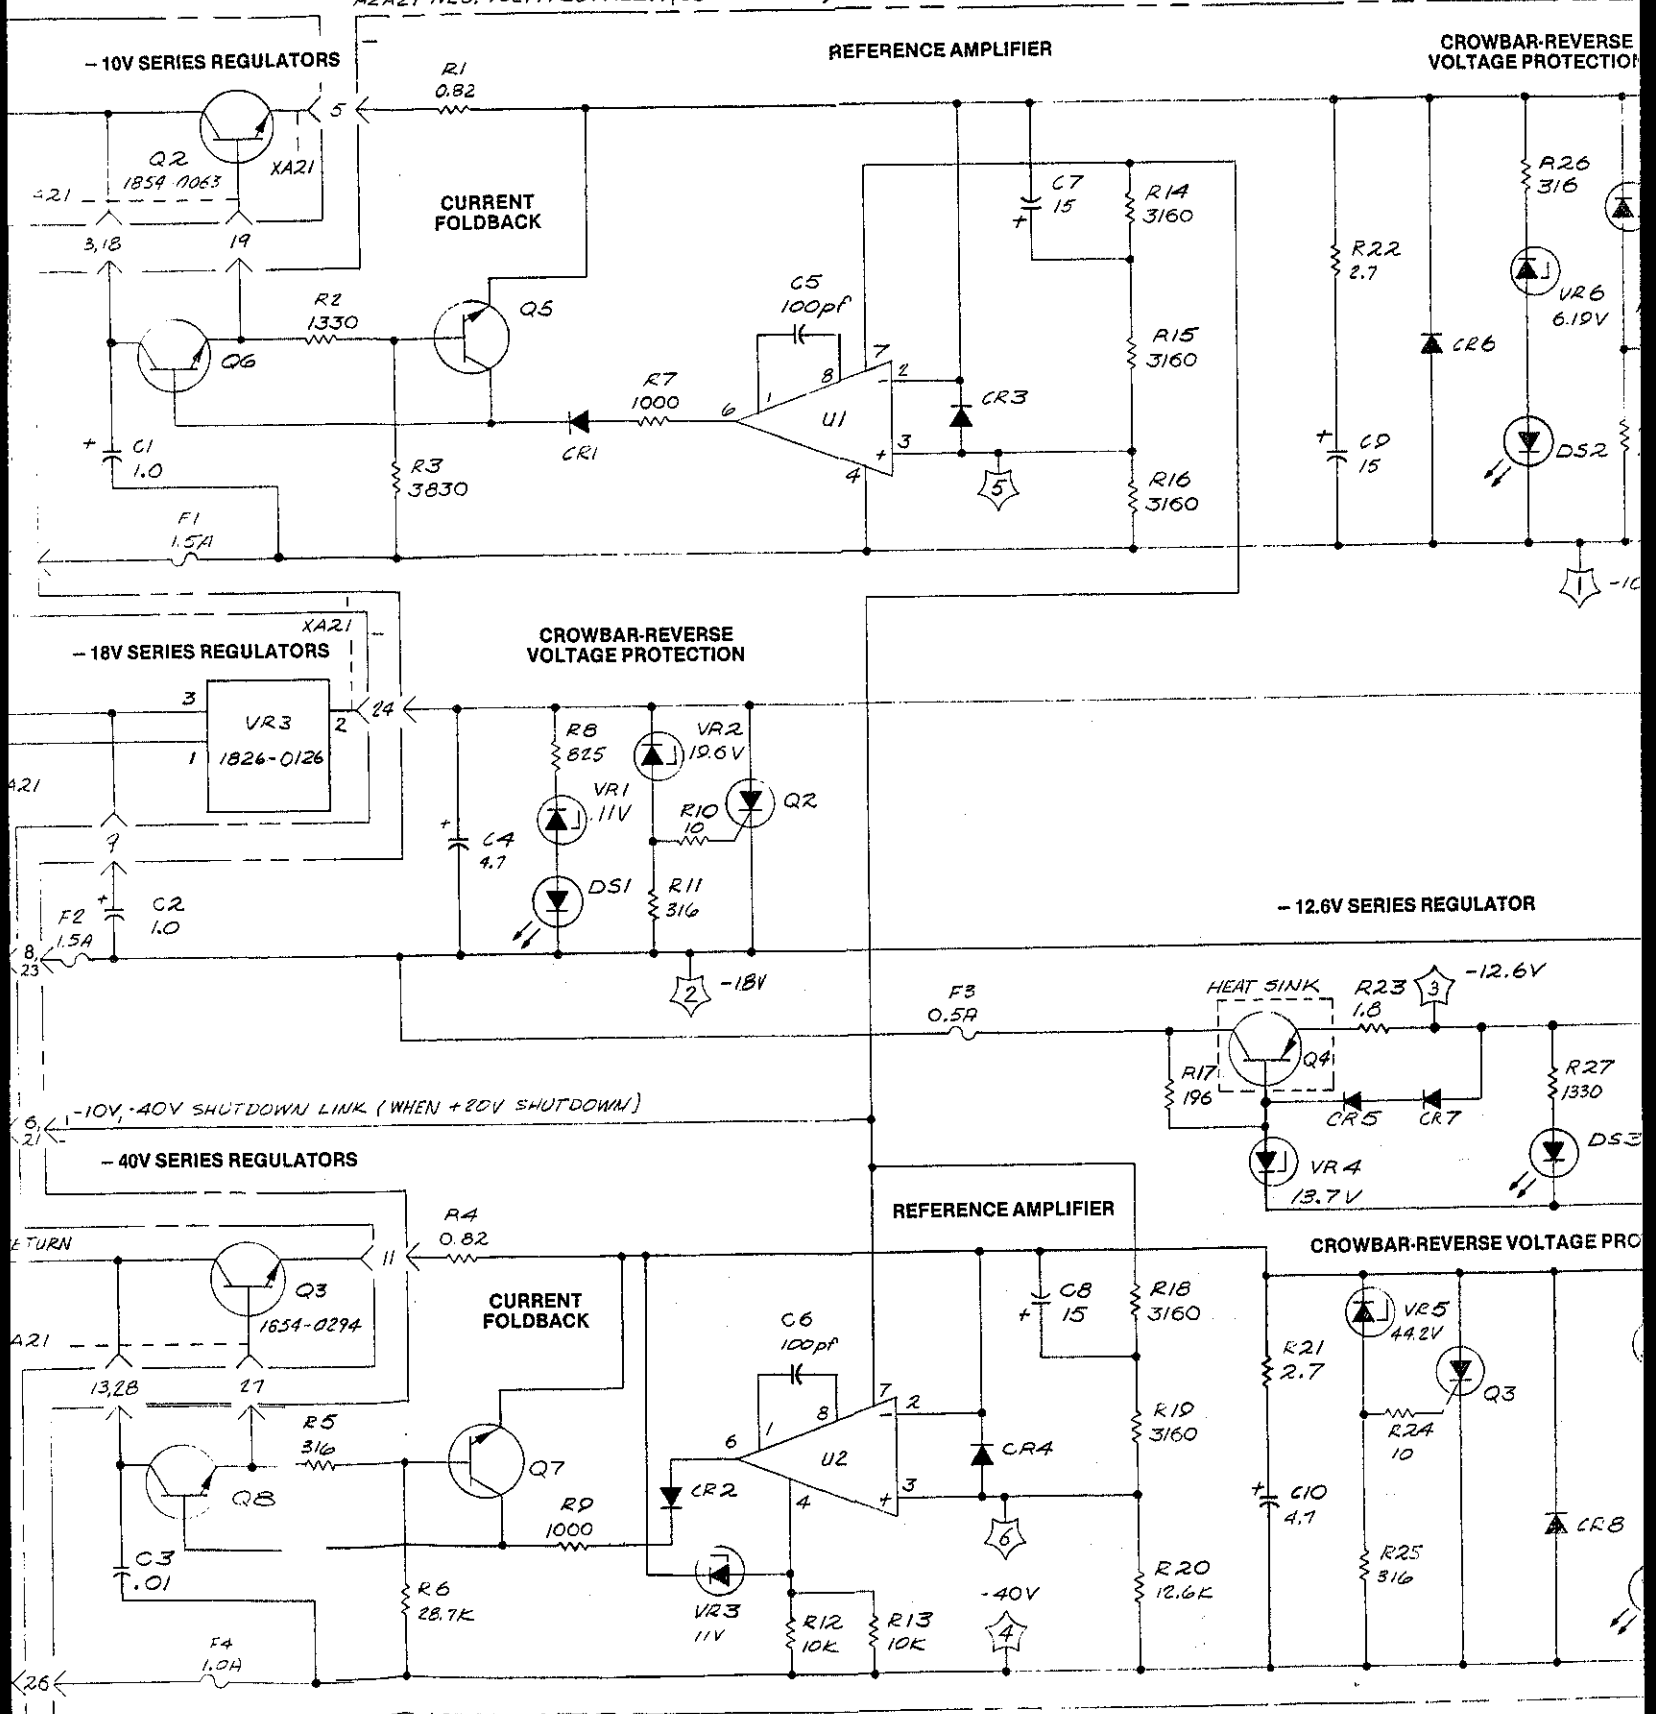 - 10V SERIES REGULATORS
REFERENCE AMPLIFIER
CROWBAR-REVERSE
VOLTAGE PROTECTION
R1
0.82
5
Q2
1854-0063
XA21
3,18
19
CURRENT
FOLDBACK
R2
1330
Q5
Q6
C1
1.0
R3
3830
F1
1.5A
CR1
R7
1000
C5
100pf
6
1
8
7
2
3
4
U1
CR3
5
C7
15
R14
3160
R15
3160
R16
3160
R22
2.7
C9
15
CR6
R26
316
VR6
6.19V
DS2
1
XA21
- 18V SERIES REGULATORS
CROWBAR-REVERSE
VOLTAGE PROTECTION
3
VR3
1826-0126
1
2
24
9
C2
1.0
F2
1.5A
8,
23
C4
4.7
R8
825
VR1
11V
DS1
VR2
19.6V
R10
10
R11
316
Q2
2
-18V
F3
0.5A
- 12.6V SERIES REGULATOR
HEAT SINK
R23
1.8
3
-12.6V
Q4
R17
196
CR5
CR7
VR4
13.7V
R27
1330
DS3
6,
21
-10V,-40V SHUTDOWN LINK (WHEN +20V SHUTDOWN)
- 40V SERIES REGULATORS
REFERENCE AMPLIFIER
CROWBAR-REVERSE VOLTAGE PRO
ETURN
R4
0.82
11
Q3
1654-0294
A21
13,28
27
CURRENT
FOLDBACK
R5
316
Q8
Q7
C3
.01
R6
28.7K
F4
1.0A
26
R9
1000
CR2
C6
100pf
6
1
8
7
2
3
4
U2
CR4
6
VR3
11V
R12
10K
R13
10K
-40V
4
C8
15
R18
3160
R19
3160
R20
12.6K
R21
2.7
C10
4.7
VR5
44.2V
Q3
R24
10
R25
316
CR8